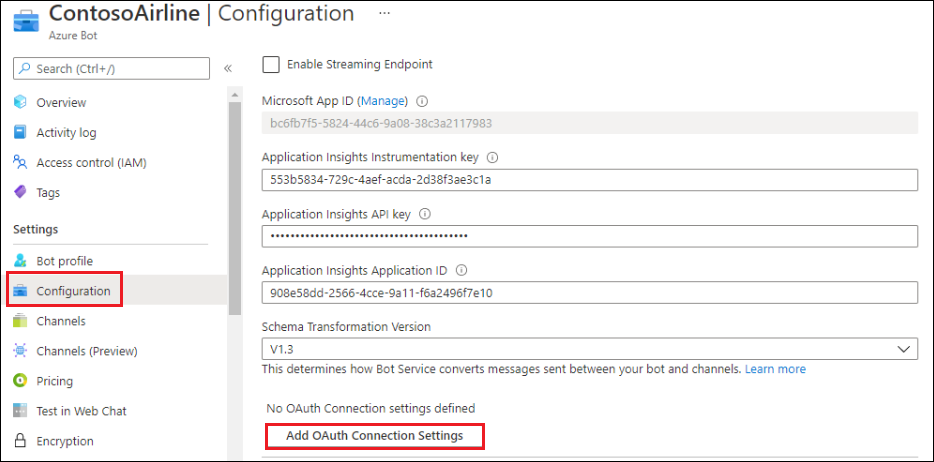 ContosoAirline | Configuration ...
Azure Bot
Search (Ctrl+/)
«
Overview
Activity log
Access control (IAM)
Tags
Settings
Bot profile
Configuration
Channels
Channels (Preview)
Pricing
Test in Web Chat
Encryption
Enable Streaming Endpoint
Microsoft App ID (Manage)
bc6fb7f5-5824-44c6-9a08-38c3a2117983
Application Insights Instrumentation key
553b5834-729c-4aef-acda-2d38f3ae3c1a
Application Insights API key
••••••••••••••••••••••••••••••••••••••••
Application Insights Application ID
908e58dd-2566-4cce-9a11-f6a2496f7e10
Schema Transformation Version
V1.3
This determines how Bot Service converts messages sent between your bot and channels. Learn more
No OAuth Connection settings defined
Add OAuth Connection Settings